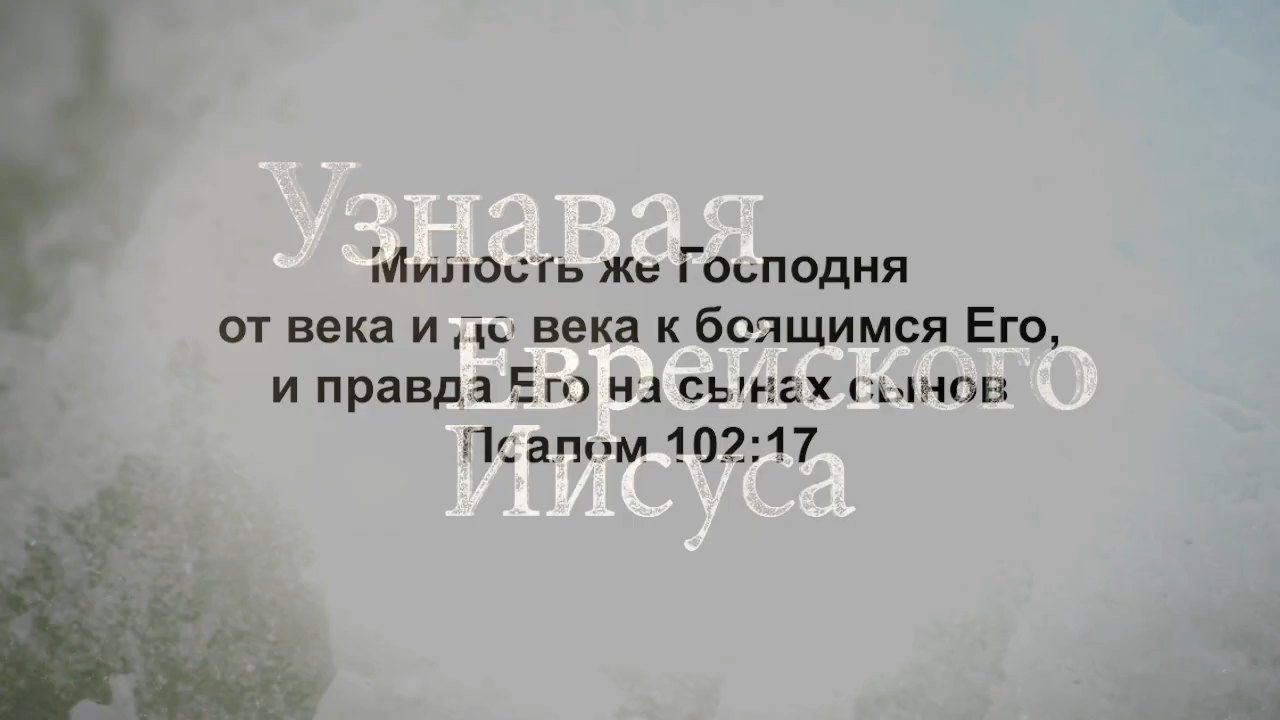 Узнавая
Еврейского
Иисуса
Милость же Господня
от века и до века к боящимся Его,
и правда Его на сынах сынов
Псалом 102:17